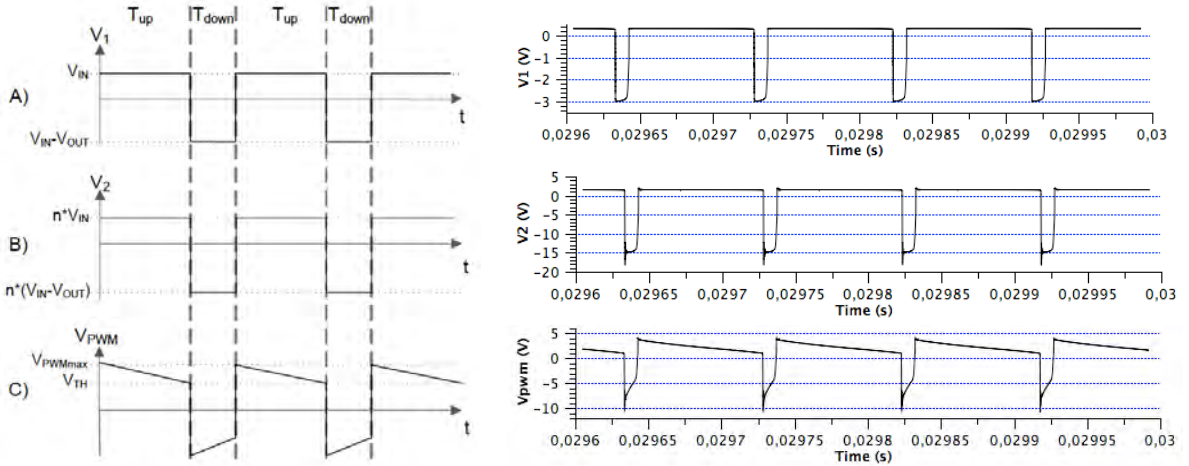 Tup Tdown Tup Tdown
V1
VIN
A)
t
VIN-VOUT
V2
n*VIN
B)
t
n*(VIN-VOUT)
VPWM
VPWMmax
VTH
C)
t
V1 (V)
0
−1
−2
−3
0,0296 0,02965 0,0297 0,02975 0,0298 0,02985 0,0299 0,02995 0,03
Time (s)
V2 (V)
5
0
−5
−10
−15
−20
0,0296 0,02965 0,0297 0,02975 0,0298 0,02985 0,0299 0,02995 0,03
Time (s)
Vpwm (V)
5
0
−5
−10
0,0296 0,02965 0,0297 0,02975 0,0298 0,02985 0,0299 0,02995 0,03
Time (s)